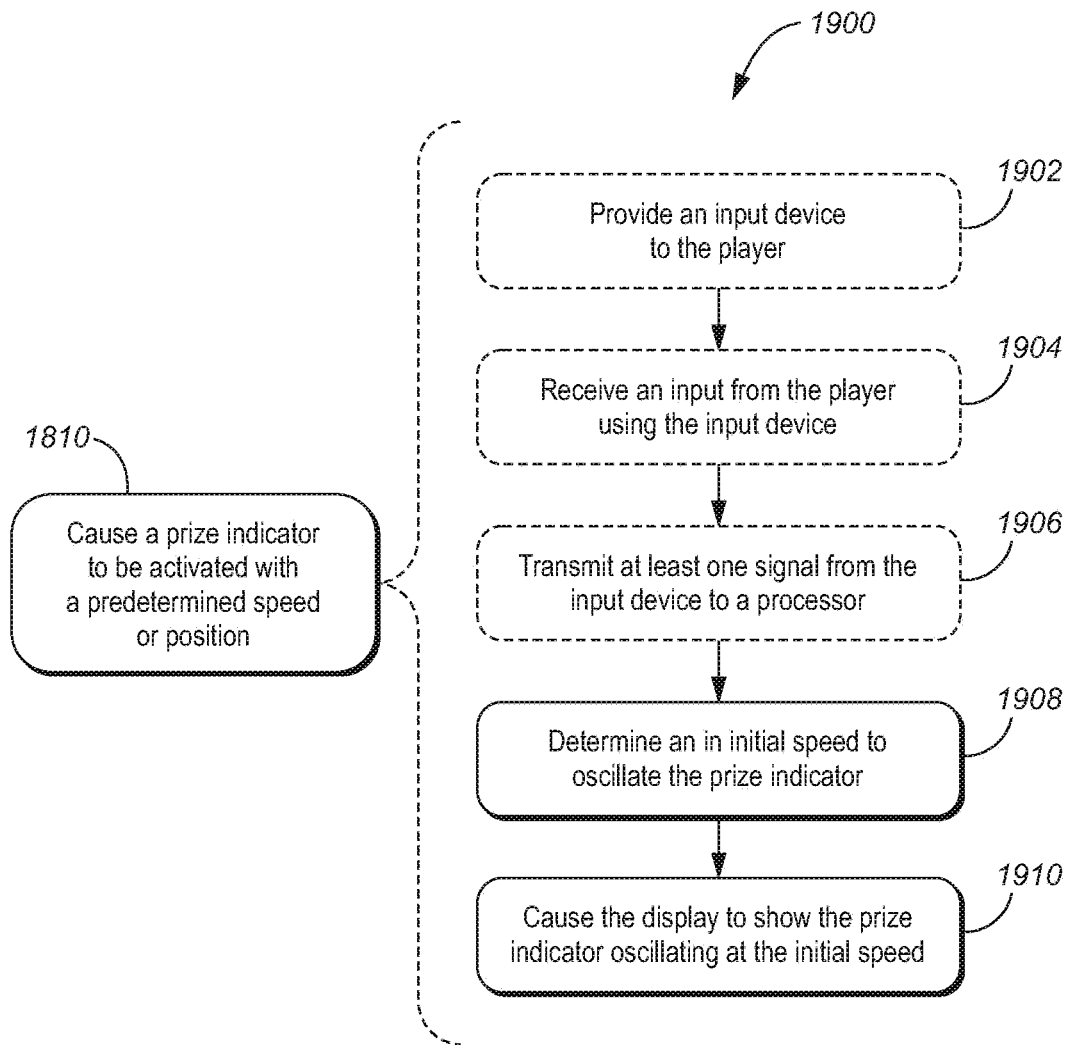 1900
1902
Provide an input device
to the player
1904
Receive an input from the player
using the input device
1810
Cause a prize indicator
to be activated with
a predetermined speed
or position
1906
Transmit at least one signal from the
input device to a processor
1908
Determine an in initial speed to
oscillate the prize indicator
1910
Cause the display to show the prize
indicator oscillating at the initial speed